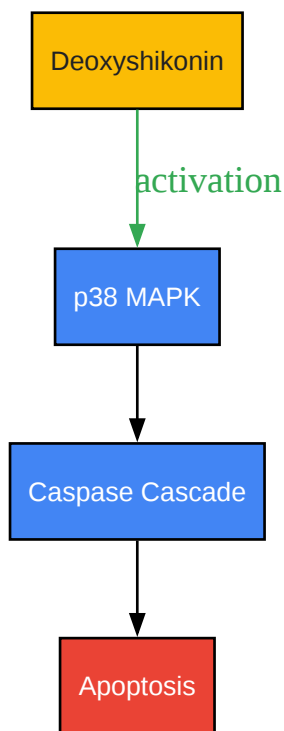 Deoxyshikonin
activation
p38 MAPK
Caspase Cascade
Apoptosis